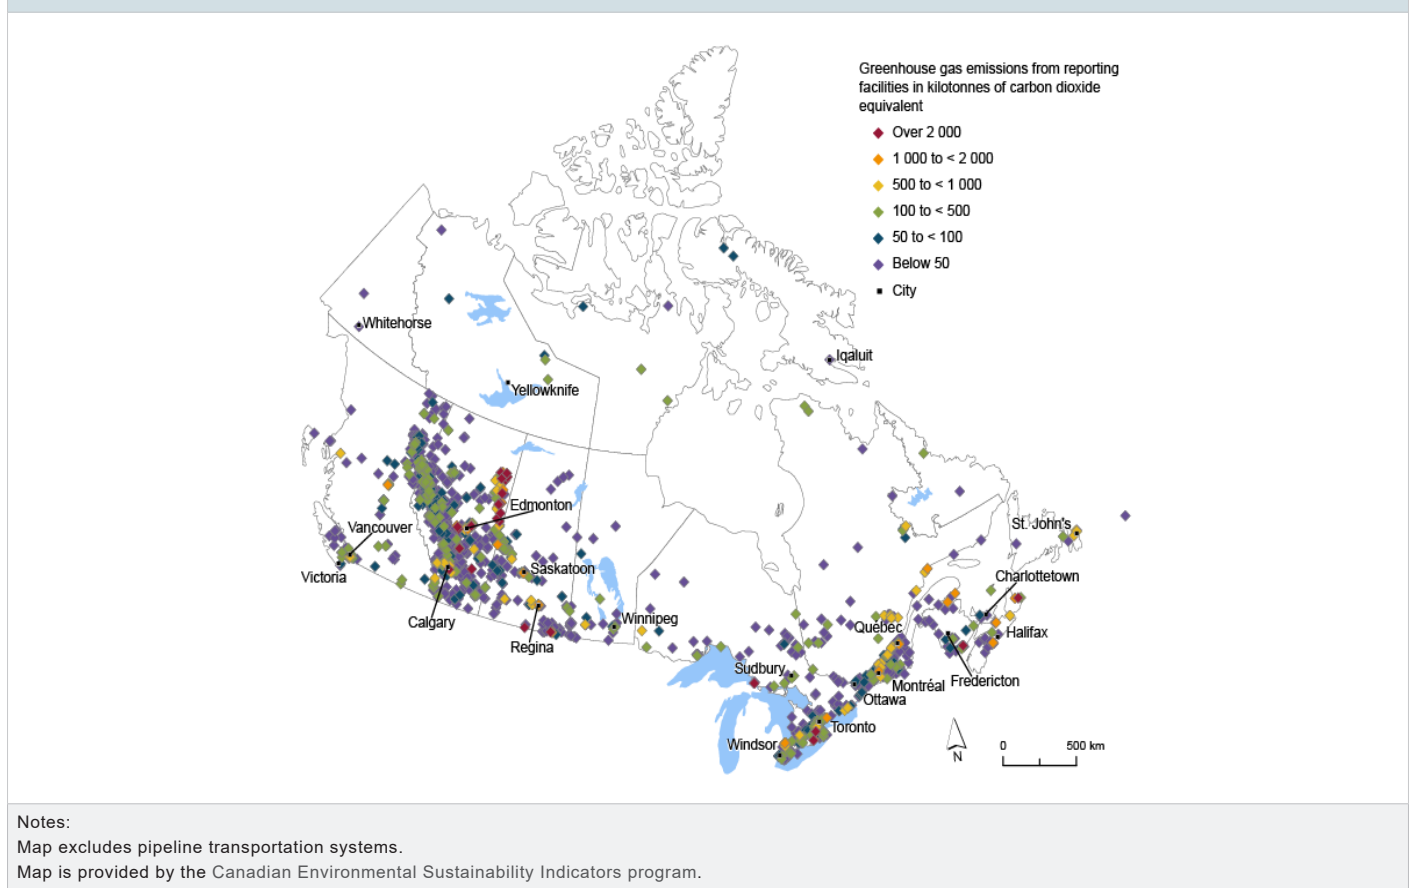 Greenhouse gas emissions from reporting
facilities in kilotonnes of carbon dioxide
equivalent
Over 2 000
1 000 to < 2 000
500 to < 1 000
100 to < 500
50 to < 100
Below 50
City
Whitehorse
Iqaluit
Yellowknife
Edmonton
St. John's
Vancouver
Saskatoon
Victoria
Charlottetown
Calgary
Winnipeg
Québec
Halifax
Regina
Sudbury
Montréal
Fredericton
Ottawa
Toronto
Windsor
N
0 500 km
Notes:
Map excludes pipeline transportation systems.
Map is provided by the Canadian Environmental Sustainability Indicators program.